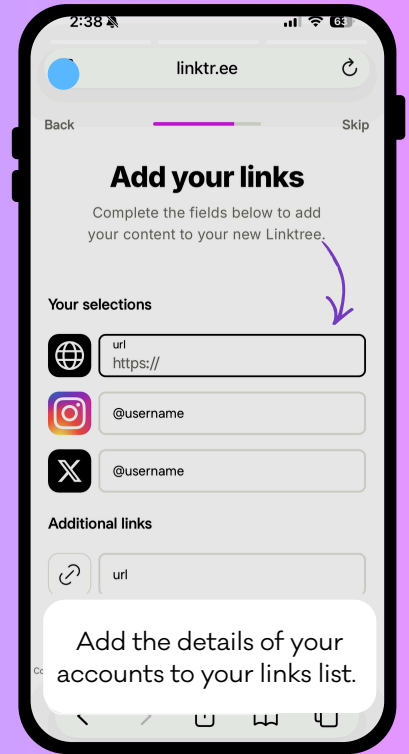 2:38
63
linktr.ee
Back
Skip
Add your links
Complete the fields below to add
your content to your new Linktree.
Your selections
url
https://
@username
@username
Additional links
url
Add the details of your
accounts to your links list.